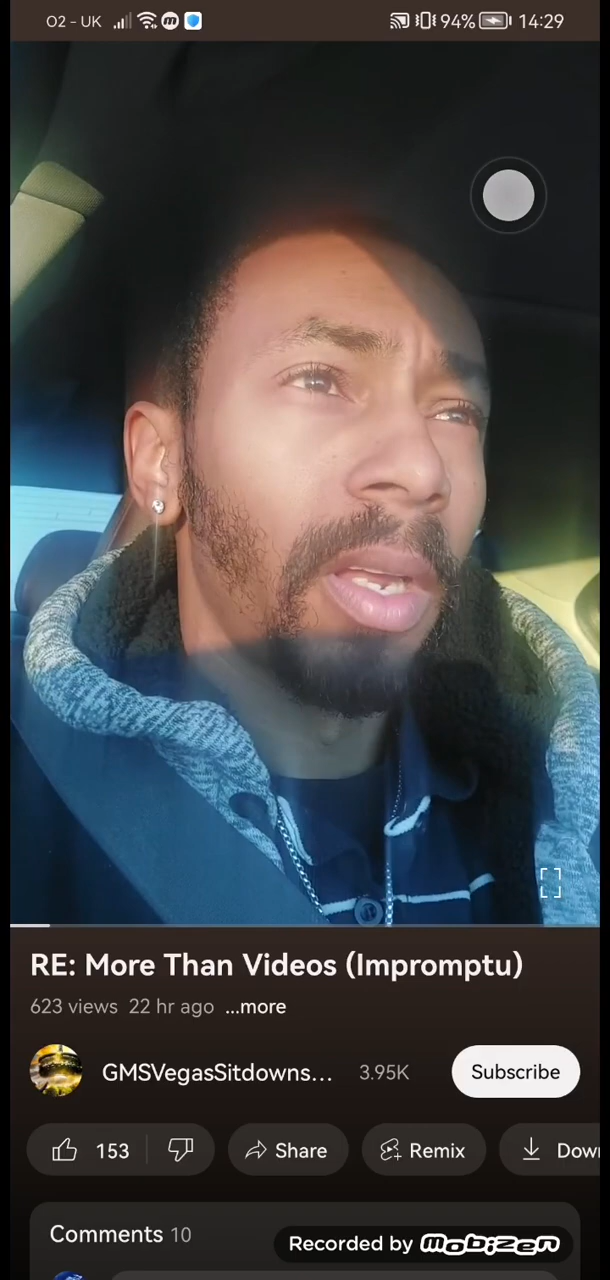 O2 - UK 94% 14:29
RE: More Than Videos (Impromptu)
623 views 22 hr ago ...more
GMSVegasSitdowns... 3.95K Subscribe
153 Share Remix Dow
Comments 10
Recorded by mobizen